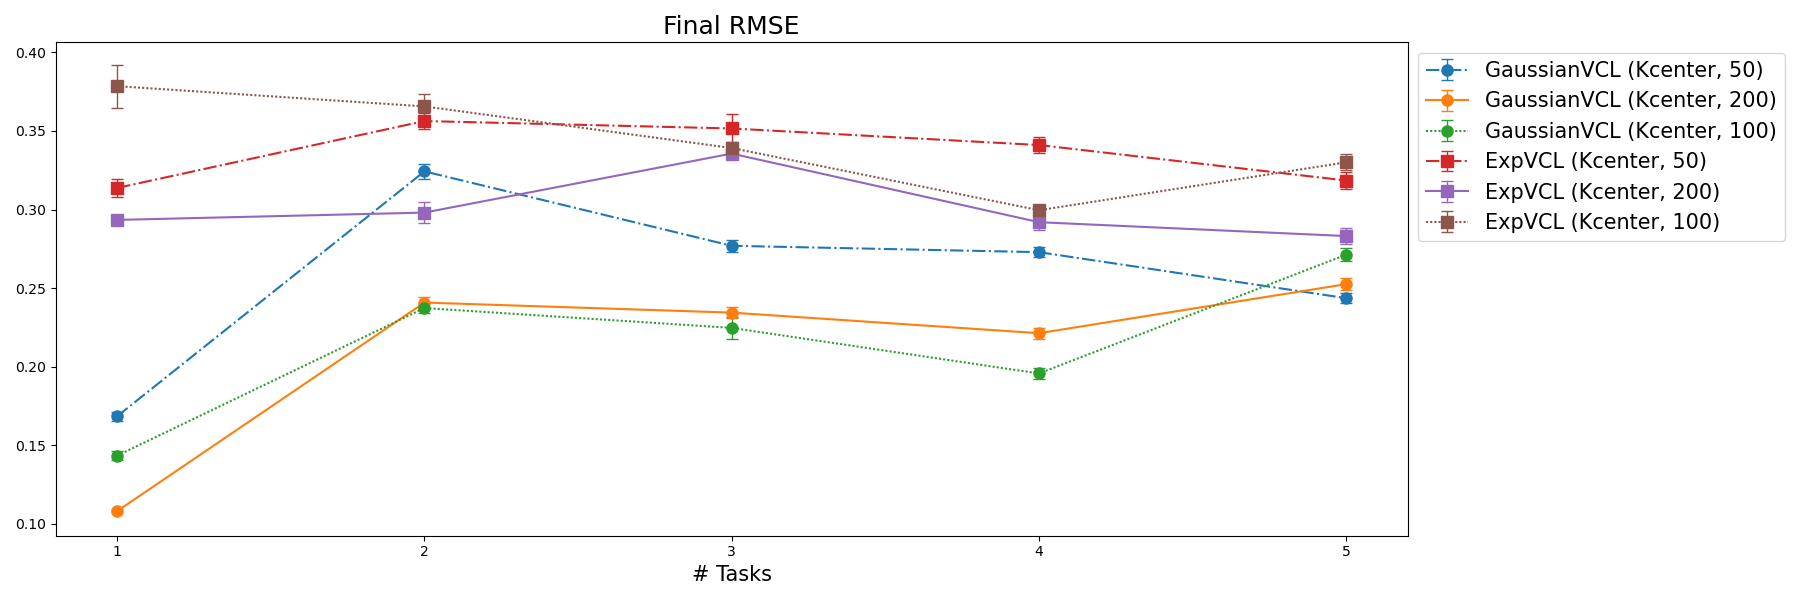 Final RMSE
0.40
0.35
0.30
0.25
0.20
0.15
0.10
1 2 3 4 5
# Tasks
GaussianVCL (Kcenter, 50)
GaussianVCL (Kcenter, 200)
GaussianVCL (Kcenter, 100)
ExpVCL (Kcenter, 50)
ExpVCL (Kcenter, 200)
ExpVCL (Kcenter, 100)